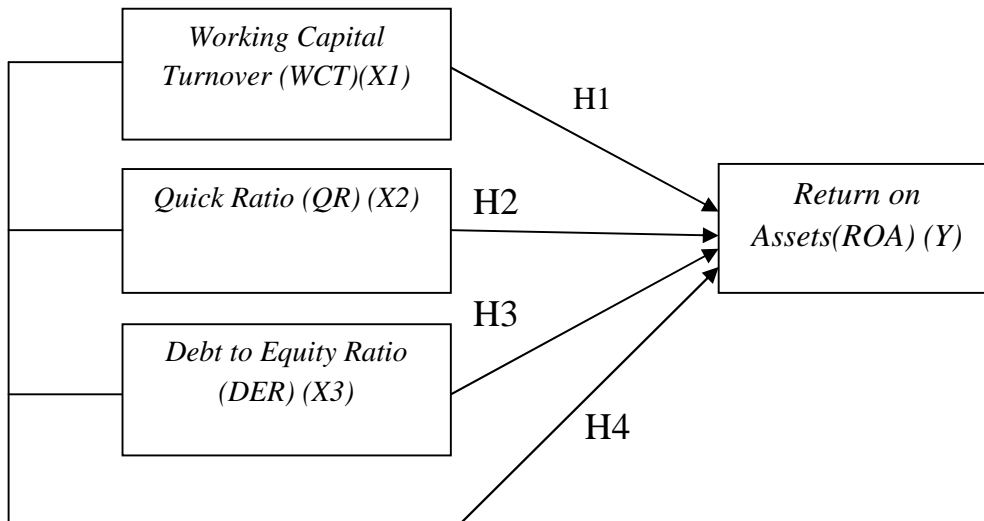 Working Capital
Turnover (WCT)(X1)
H1
Quick Ratio (QR) (X2)
H2
Return on
Assets(ROA) (Y)
H3
Debt to Equity Ratio
(DER) (X3)
H4